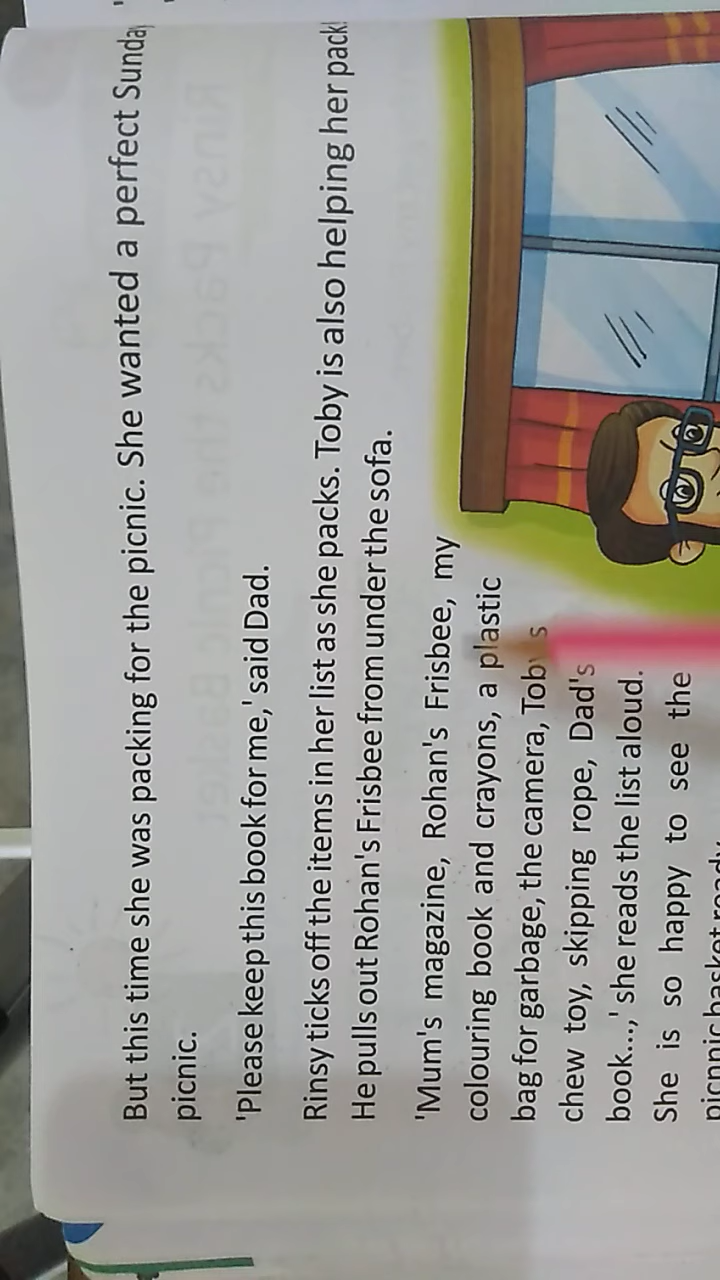 But this time she was packing for the picnic. She wanted a perfect
picnic.
'Please keep this book for me,' said Dad.
Rinsy ticks off the items in her list as she packs. Toby is also helping her
He pulls out Rohan's Frisbee from under the sofa.
'Mum's magazine, Rohan's Frisbee, my
colouring book and crayons, a plastic
bag for garbage, the camera,
chew toy, skipping rope, Dad's
book...,' she reads the list aloud.
She is so happy to see the